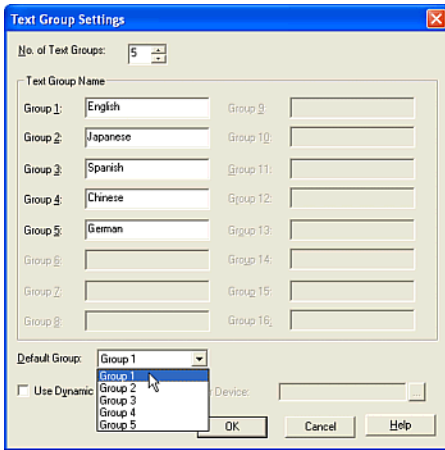 Text Group Settings
No. of Text Groups: 5
Text Group Name
Group 1: English Group 9:
Group 2: Japanese Group 10:
Group 3: Spanish Group 11:
Group 4: Chinese Group 12:
Group 5: German Group 13:
Group 6: Group 14:
Group 7: Group 15:
Group 8: Group 16:
Default Group: Group 1
Group 1
Use Dynamic Group 2 Device: ...
Group 3
Group 4
Group 5 OK Cancel Help